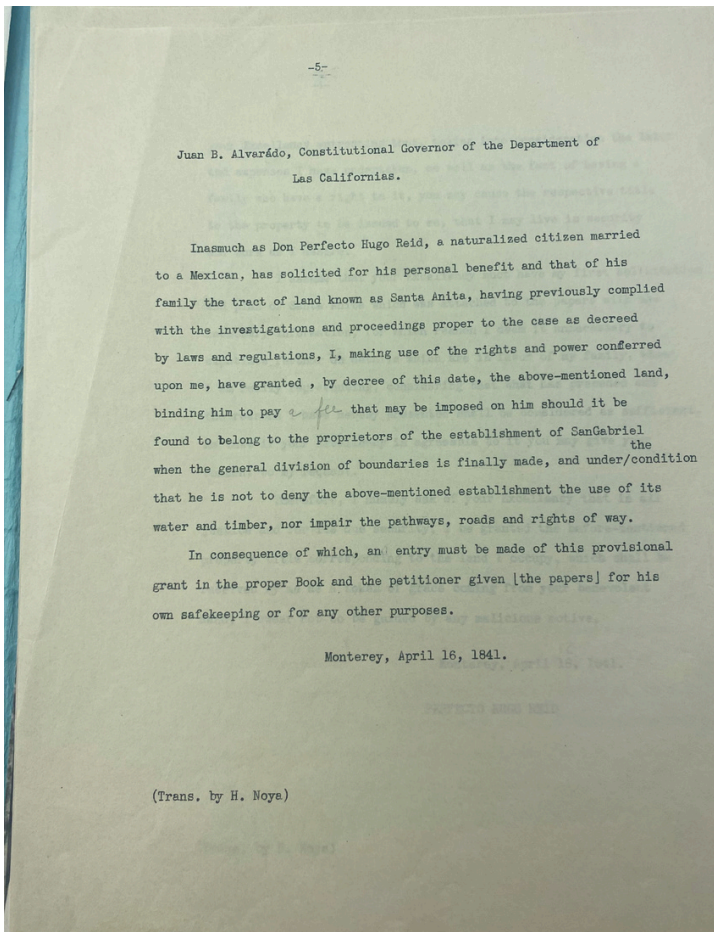 -5-
Juan B. Alvarádo, Constitutional Governor of the Department of
Las Californias.
Inasmuch as Don Perfecto Hugo Reid, a naturalized citizen married
to a Mexican, has solicited for his personal benefit and that of his
family the tract of land known as Santa Anita, having previously complied
with the investigations and proceedings proper to the case as decreed
by laws and regulations, I, making use of the rights and power conferred
upon me, have granted , by decree of this date, the above-mentioned land,
binding him to pay a fee that may be imposed on him should it be
found to belong to the proprietors of the establishment of SanGabriel
the
when the general division of boundaries is finally made, and under/condition
that he is not to deny the above-mentioned establishment the use of its
water and timber, nor impair the pathways, roads and rights of way.
In consequence of which, an entry must be made of this provisional
grant in the proper Book and the petitioner given [the papers] for his
own safekeeping or for any other purposes.
Monterey, April 16, 1841.
(Trans. by H. Noya)